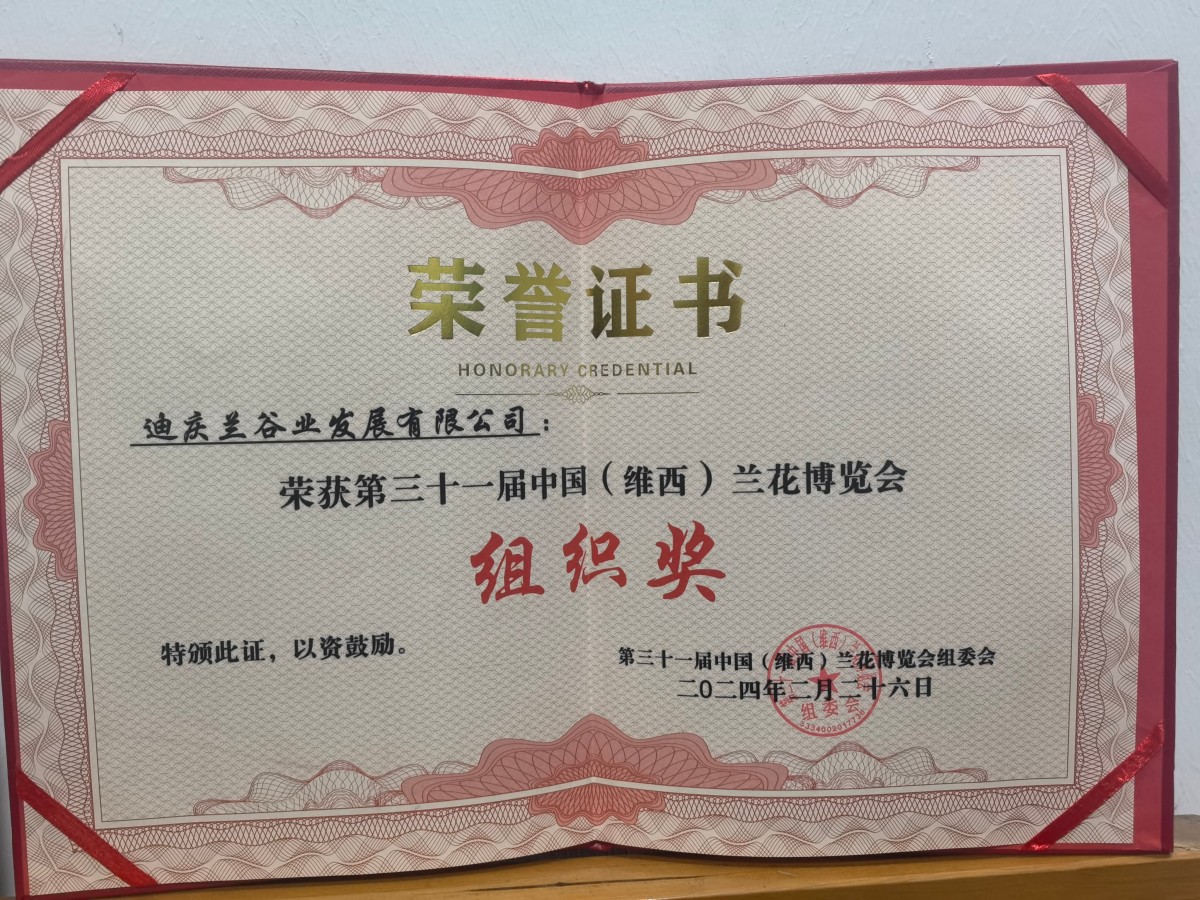 荣誉证书
HONORARY CREDENTIAL
迪庆兰谷业发展有限公司：
荣获第三十一届中国（维西）兰花博览会
组织奖
特颁此证，以资鼓励。
第三十一届中国（维西）兰花博览会组委会
二〇二四年二月二十六日
组委会